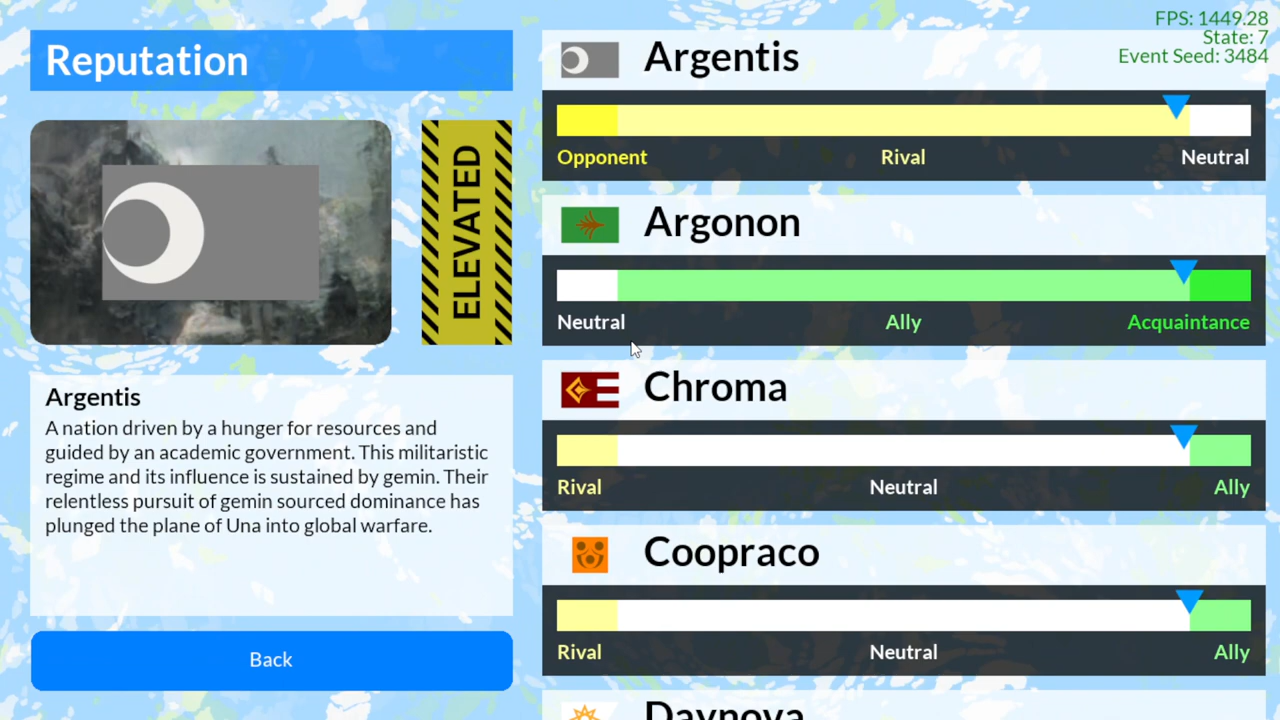 Reputation
ELEVATED
Argentis
A nation driven by a hunger for resources and
guided by an academic government. This militaristic
regime and its influence is sustained by gemin. Their
relentless pursuit of gemin sourced dominance has
plunged the plane of Una into global warfare.
Back
FPS: 1449.28
State: 7
Event Seed: 3484
Argentis
Opponent Rival Neutral
Argonon
Neutral Ally Acquaintance
Chroma
Rival Neutral Ally
Coopraco
Rival Neutral Ally